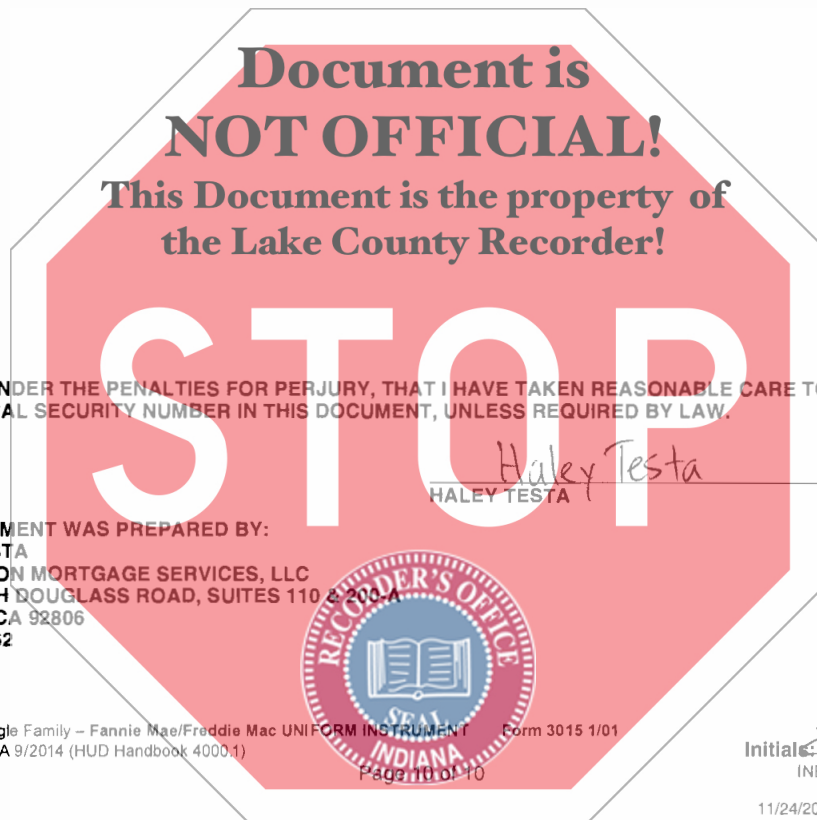 Document is
NOT OFFICIAL!
This Document is the property of
the Lake County Recorder!
STOP
NDER THE PENALTIES FOR PERJURY, THAT I HAVE TAKEN REASONABLE CARE TO
AL SECURITY NUMBER IN THIS DOCUMENT, UNLESS REQUIRED BY LAW.
Haley Testa
HALEY TESTA
MENT WAS PREPARED BY:
TA
ON MORTGAGE SERVICES, LLC
H DOUGLASS ROAD, SUITES 110 & 200-A
CA 92806
62
RECORDER'S OFFICE
SEAL
INDIANA
gle Family – Fannie Mae/Freddie Mac UNIFORM INSTRUMENT Form 3015 1/01
A 9/2014 (HUD Handbook 4000.1)
Initials:
Page 10 of 10
IN
11/24/20